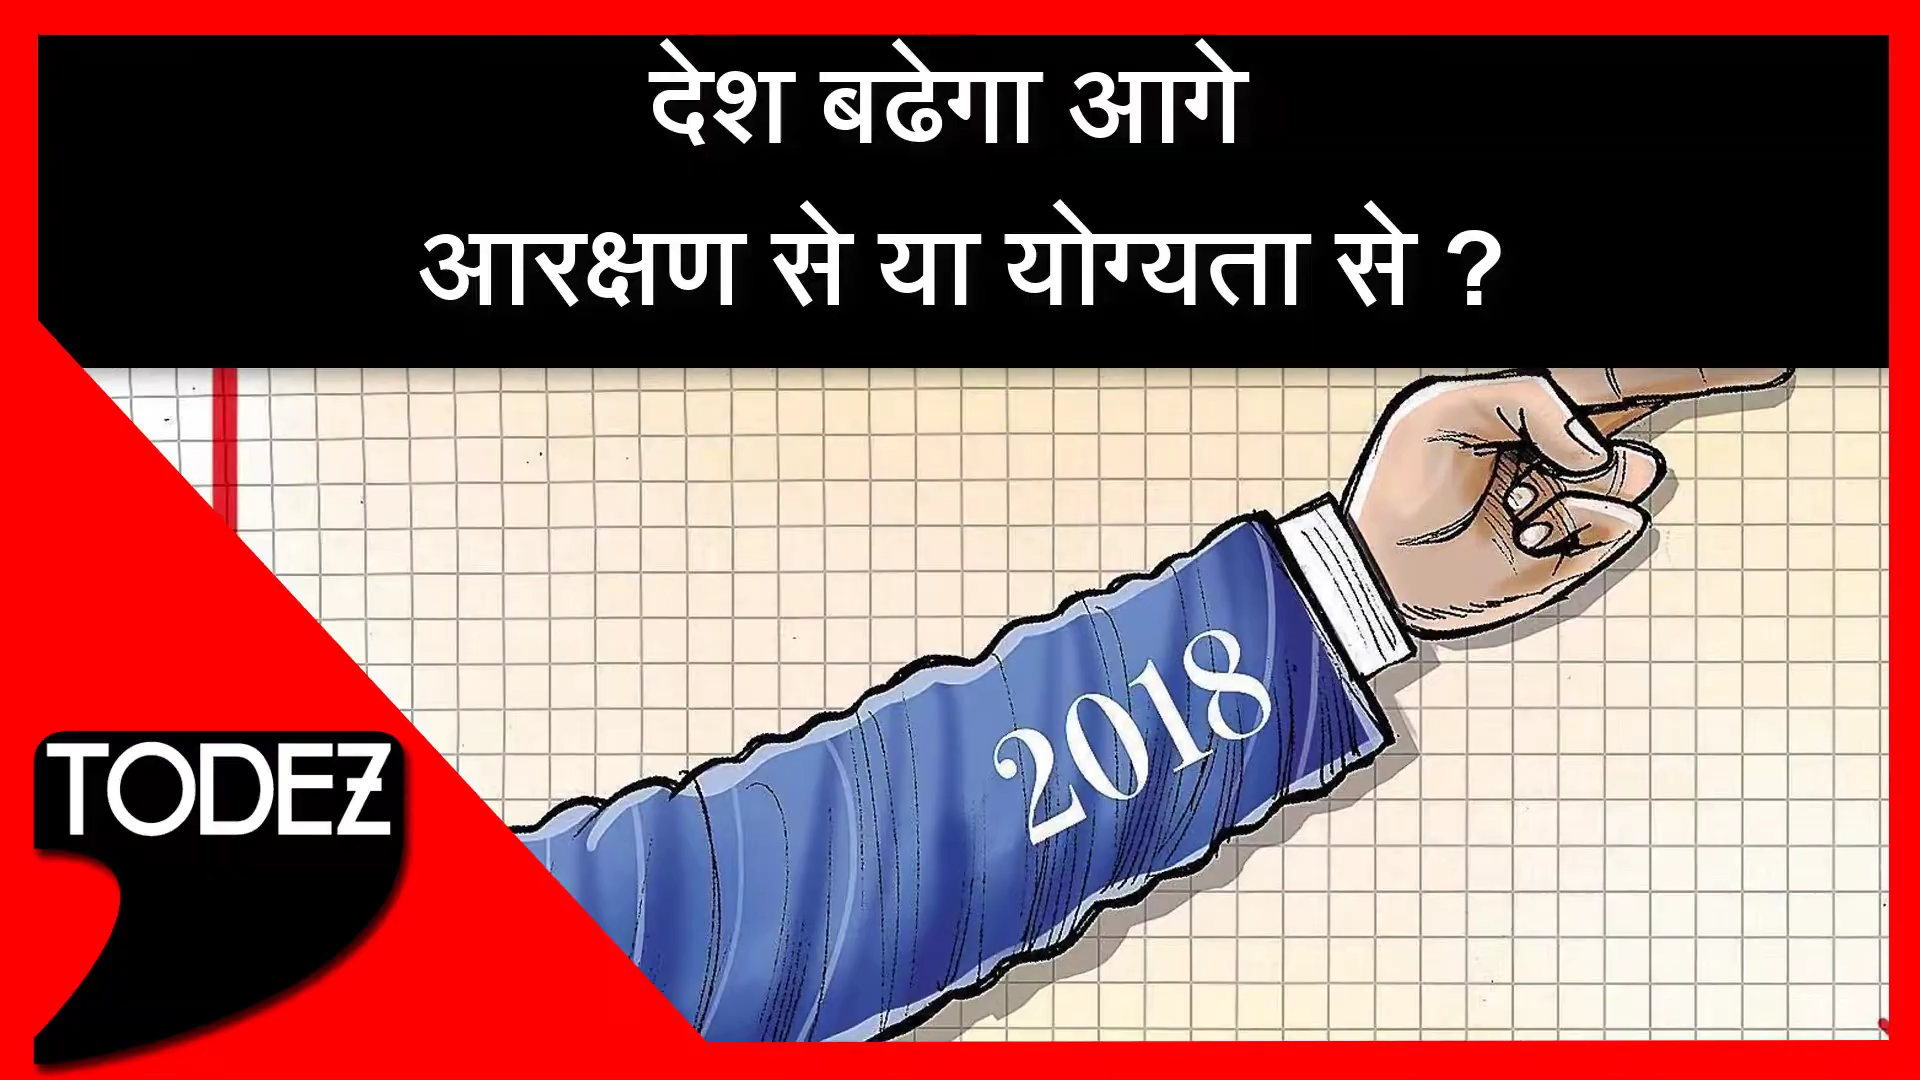 देश बढेगा आगे
आरक्षण से या योग्यता से ?
2018
TODEZ